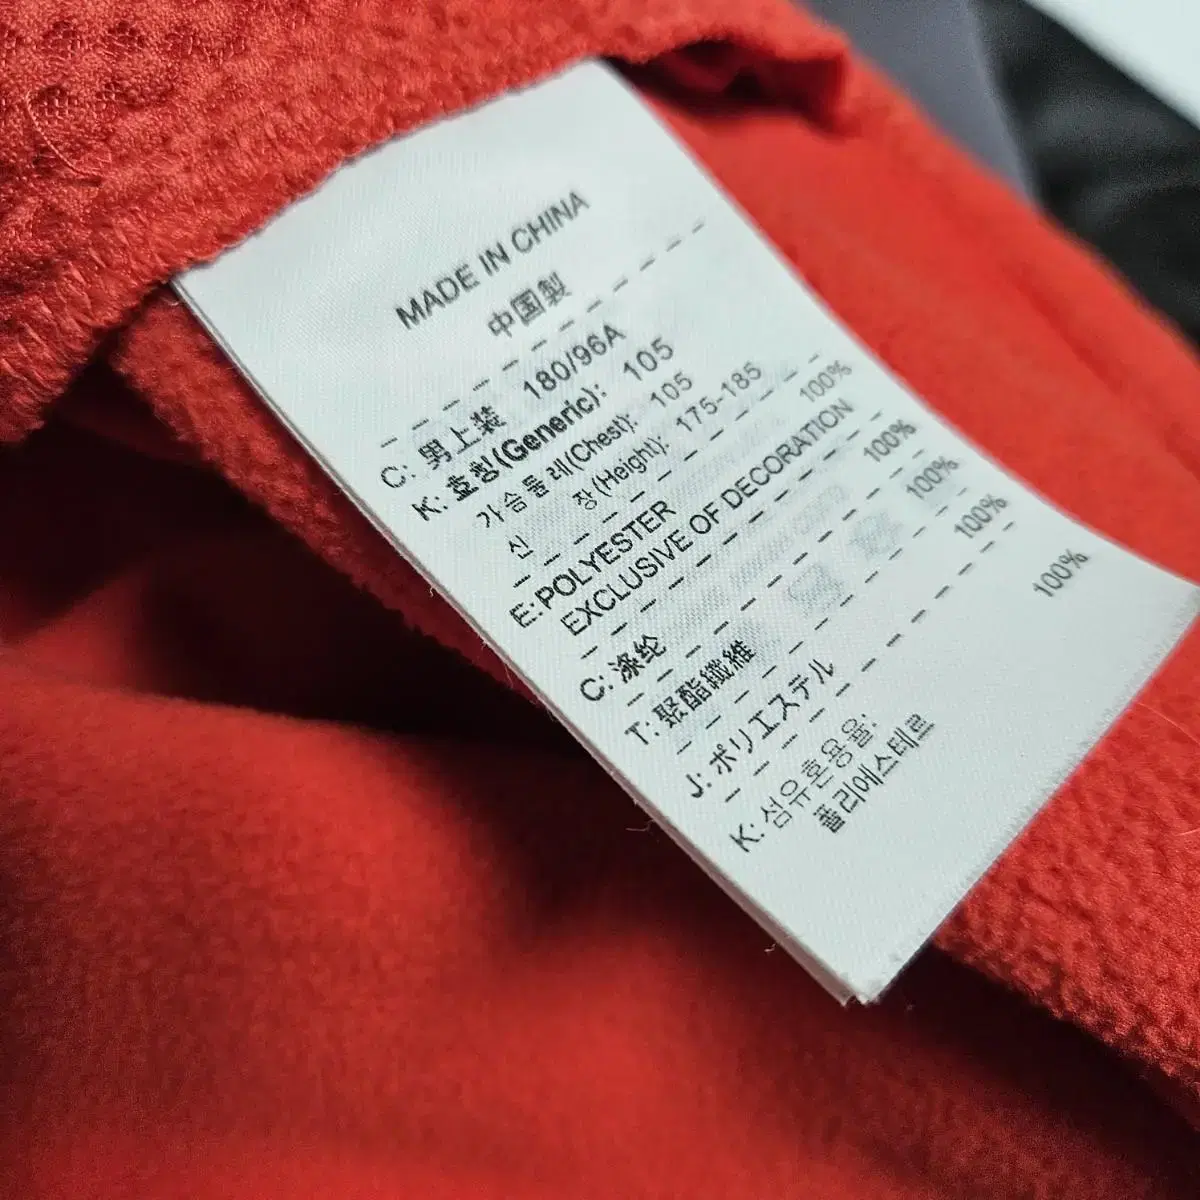 MADE IN CHINA
中国製
C: 男上装 180/96A
K: 호칭(Generic): 105
가슴둘레(Chest): 105
신 장(Height): 175-185
E: POLYESTER 100%
EXCLUSIVE OF DECORATION
C: 涤纶 100%
T: 聚酯纖維 100%
J: ポリエステル 100%
K: 섬유혼용율:
폴리에스테르 100%